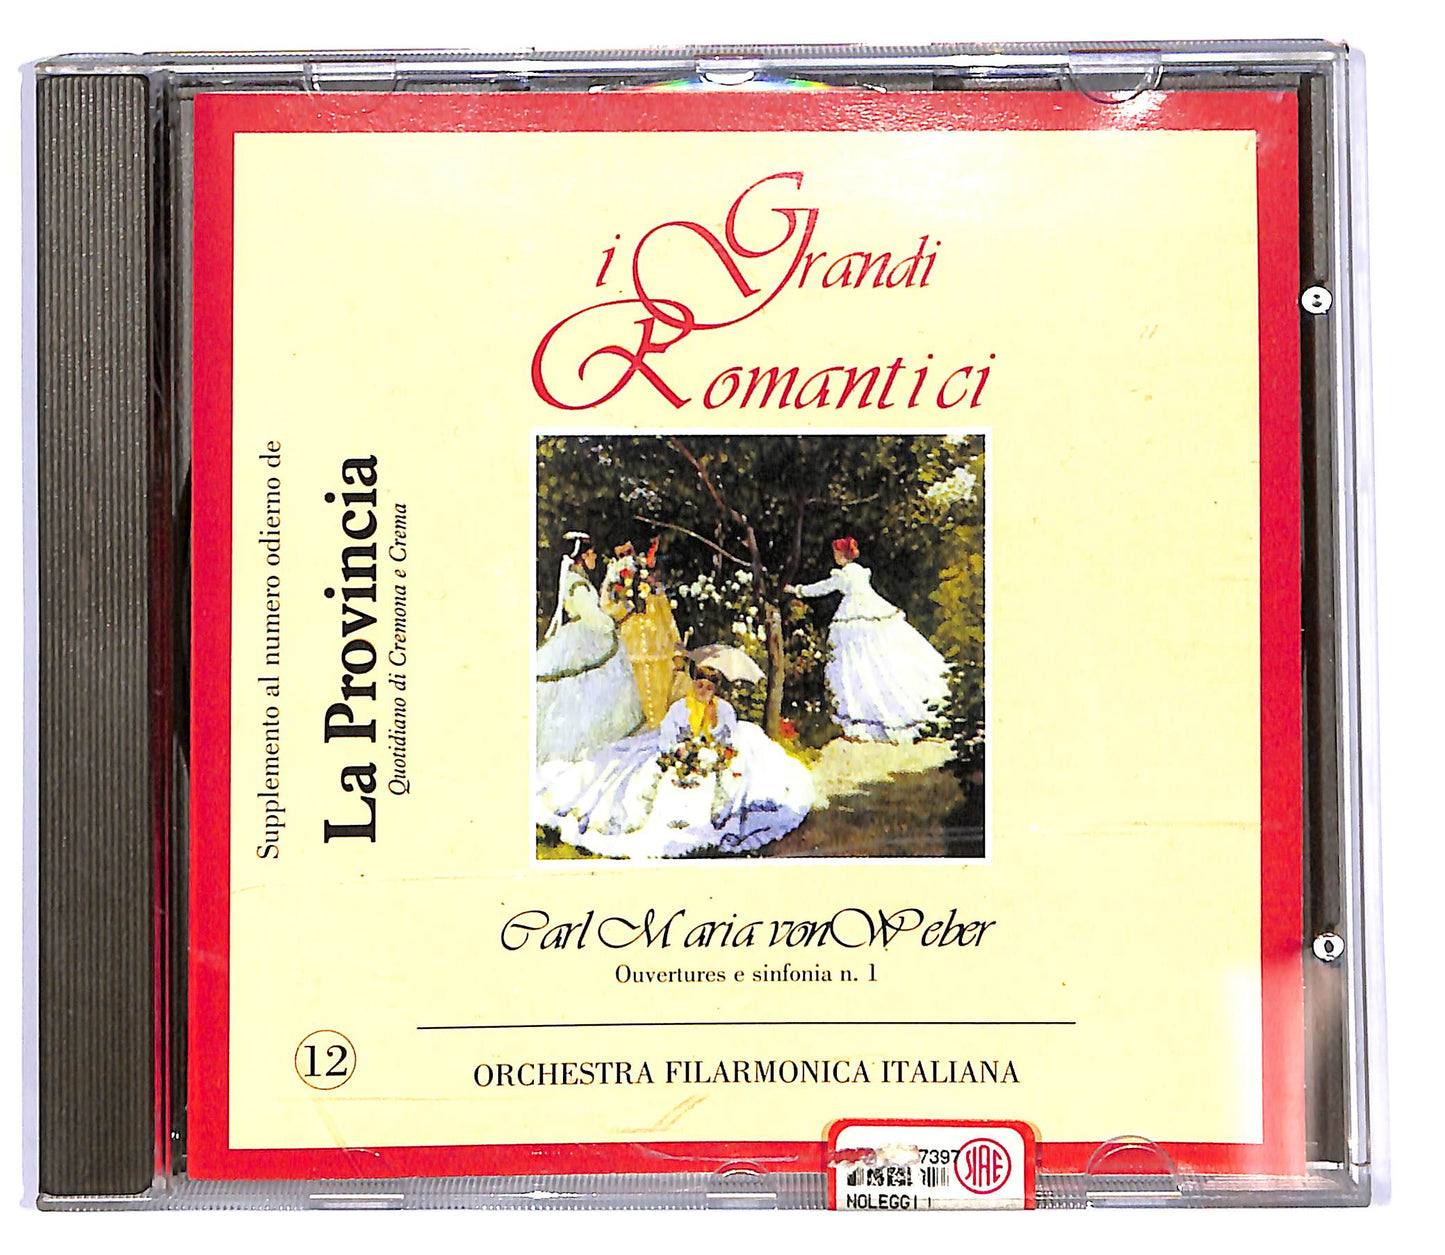 i Grandi
Romantici
Supplemento al numero odierno de
La Provincia
Quotidiano di Cremona e Crema
Carl Maria von Weber
Ouvertures e sinfonia n. 1
12
ORCHESTRA FILARMONICA ITALIANA
7397
SIAE
NOLEGGI